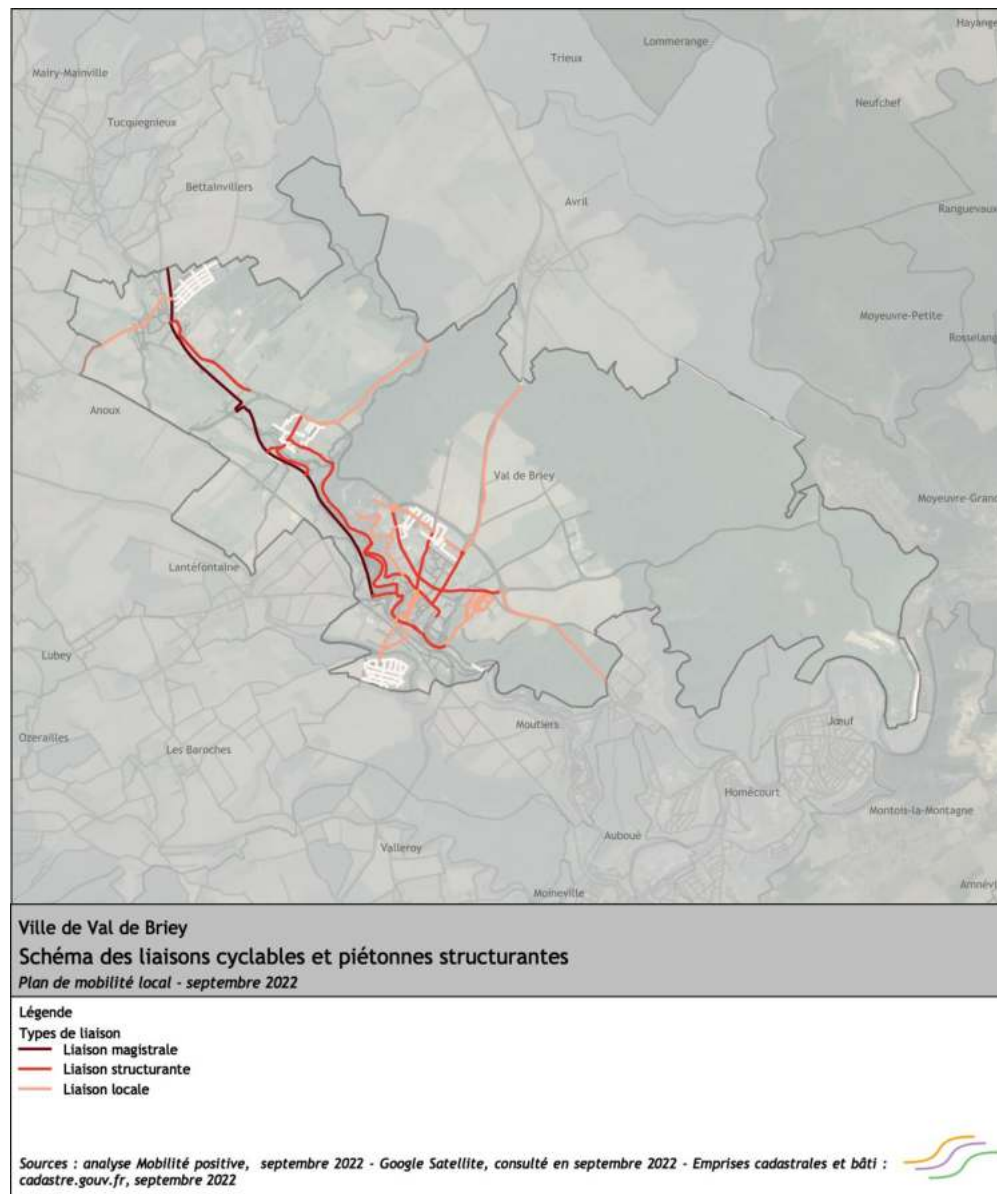 Hayange
Lommerange
Trieux
Mairy-Mainville
Neufchef
Tucquegnieux
Bettainvillers
Avril
Ranguevaux
Moyeuvre-Petite
Rosselang
Anoux
Val de Briey
Moyeuvre-Grand
Lantéfontaine
Lubey
Moutiers
Jœuf
Ozerailles
Les Baroches
Homécourt
Montois-la-Montagne
Auboué
Valleroy
Amnévi
Moineville
Ville de Val de Briey
Schéma des liaisons cyclables et piétonnes structurantes
Plan de mobilité local - septembre 2022
Légende
Types de liaison
Liaison magistrale
Liaison structurante
Liaison locale
Sources : analyse Mobilité positive, septembre 2022 - Google Satellite, consulté en septembre 2022 - Emprises cadastrales et bâti :
cadastre.gouv.fr, septembre 2022